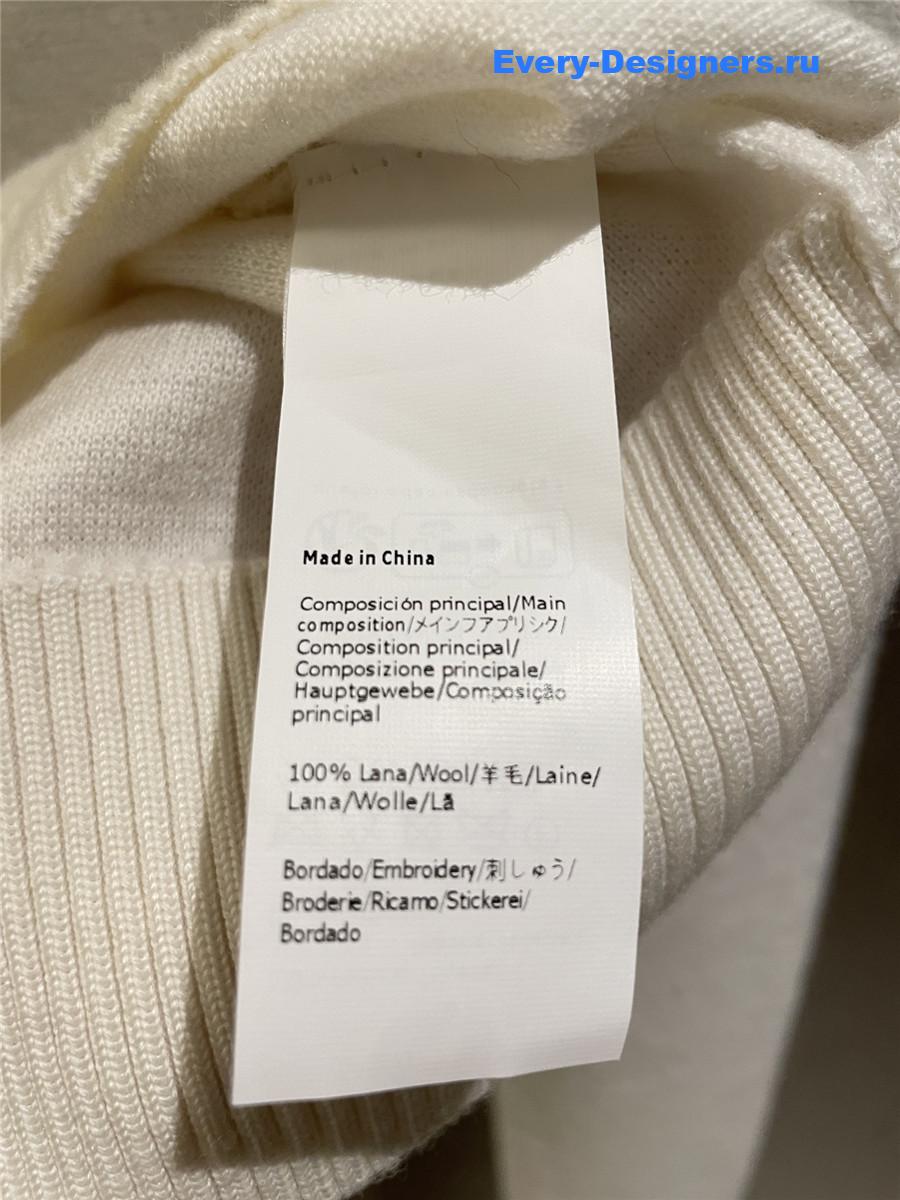 Every-Designers.ru
Made in China
Composición principal/Main
composition/メインファブリシク/
Composition principal/
Composizione principale/
Hauptgewebe/Composição
principal
100% Lana/Wool/羊毛/Laine/
Lana/Wolle/Lã
Bordado/Embroidery/刺しゅう/
Broderie/Ricamo/Stickerei/
Bordado